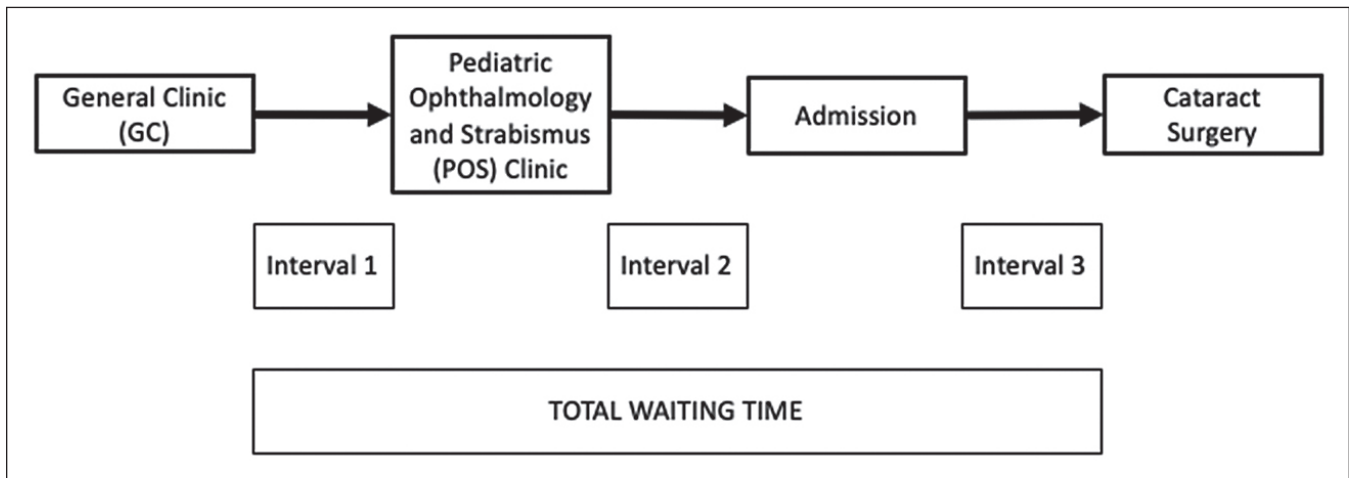 General Clinic
(GC)
Pediatric
Ophthalmology
and Strabismus
(POS) Clinic
Admission
Cataract
Surgery
Interval 1
Interval 2
Interval 3
TOTAL WAITING TIME